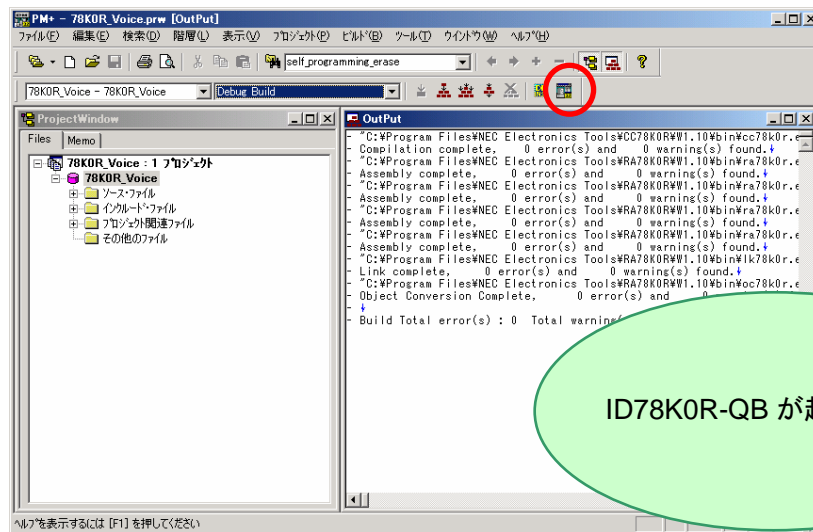 PM+ - 78K0R_Voice.prw [OutPut]
ファイル(F) 編集(E) 検索(D) 階層(L) 表示(V) プロジェクト(P) ビルド(B) ツール(T) ウインドウ(W) ヘルプ(H)
self_programming_erase
78K0R_Voice - 78K0R_Voice
Debug Build
ProjectWindow
Files Memo
78K0R_Voice : 1 プロジェクト
78K0R_Voice
ソース・ファイル
インクルード・ファイル
プロジェクト関連ファイル
その他のファイル
OutPut
- "C:¥Program Files¥NEC Electronics Tools¥CC78K0R¥W1.10¥bin¥cc78k0r.e
- Compilation complete, 0 error(s) and 0 warning(s) found.↓
- "C:¥Program Files¥NEC Electronics Tools¥RA78K0R¥W1.10¥bin¥ra78k0r.e
- Assembly complete, 0 error(s) and 0 warning(s) found.↓
- "C:¥Program Files¥NEC Electronics Tools¥RA78K0R¥W1.10¥bin¥ra78k0r.e
- Assembly complete, 0 error(s) and 0 warning(s) found.↓
- "C:¥Program Files¥NEC Electronics Tools¥RA78K0R¥W1.10¥bin¥ra78k0r.e
- Assembly complete, 0 error(s) and 0 warning(s) found.↓
- "C:¥Program Files¥NEC Electronics Tools¥RA78K0R¥W1.10¥bin¥ra78k0r.e
- Assembly complete, 0 error(s) and 0 warning(s) found.↓
- "C:¥Program Files¥NEC Electronics Tools¥RA78K0R¥W1.10¥bin¥lk78k0r.e
- Link complete, 0 error(s) and 0 warning(s) found.↓
- "C:¥Program Files¥NEC Electronics Tools¥RA78K0R¥W1.10¥bin¥oc78k0r.e
- Object Conversion Complete, 0 error(s) and 0
- ↓
- Build Total error(s) : 0 Total warning
ID78K0R-QB が起
ヘルプを表示するには [F1] を押してください